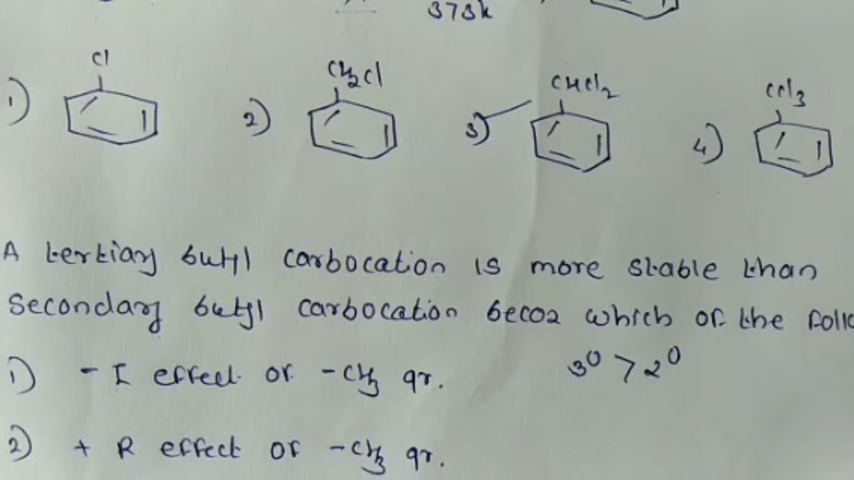 373k
1) Cl 2) CH2Cl 3) CHCl2 4) CCl3
A tertiary butyl carbocation is more stable than
secondary butyl carbocation becoz which of the follo
1) - I effect of -CH3 gr. 3° > 2°
2) + R effect of -CH3 gr.